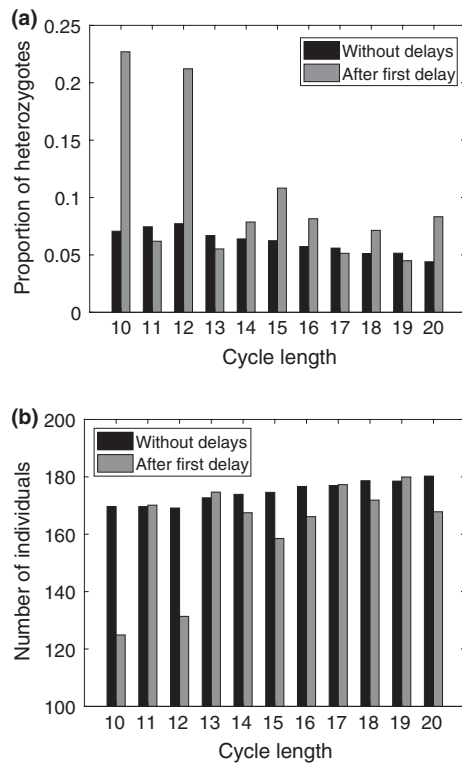 (a)
0.25
0.2
0.15
0.1
0.05
0
Proportion of heterozygotes
Without delays
After first delay
10 11 12 13 14 15 16 17 18 19 20
Cycle length
(b)
200
180
160
140
120
100
Number of individuals
Without delays
After first delay
10 11 12 13 14 15 16 17 18 19 20
Cycle length